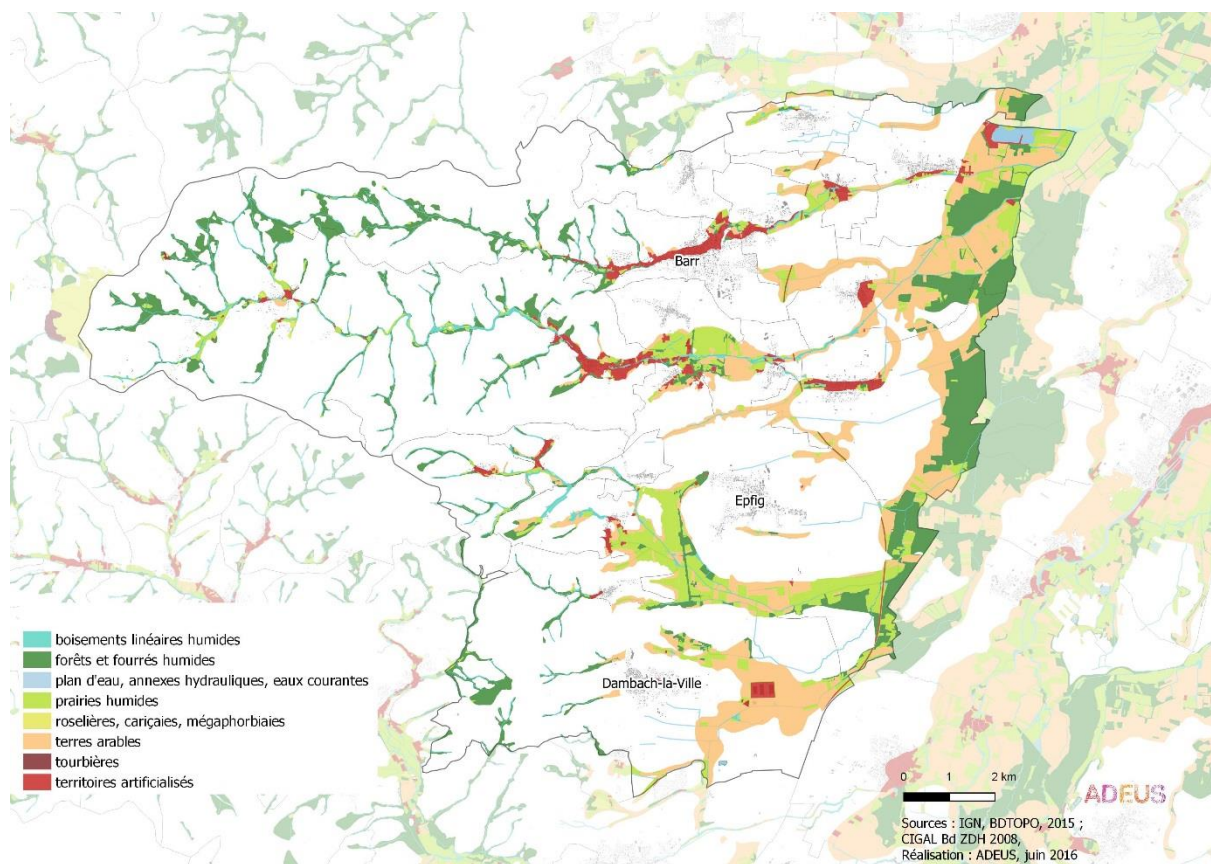 Barr
Epfig
Dambach-la-Ville
boisements linéaires humides
forêts et fourrés humides
plan d'eau, annexes hydrauliques, eaux courantes
prairies humides
roselières, cariçaies, mégaphorbiaies
terres arables
tourbières
territoires artificialisés
0 1 2 km
ADEUS
Sources : IGN, BDTOPO, 2015 ;
CIGAL Bd ZDH 2008,
Réalisation : ADEUS, juin 2016